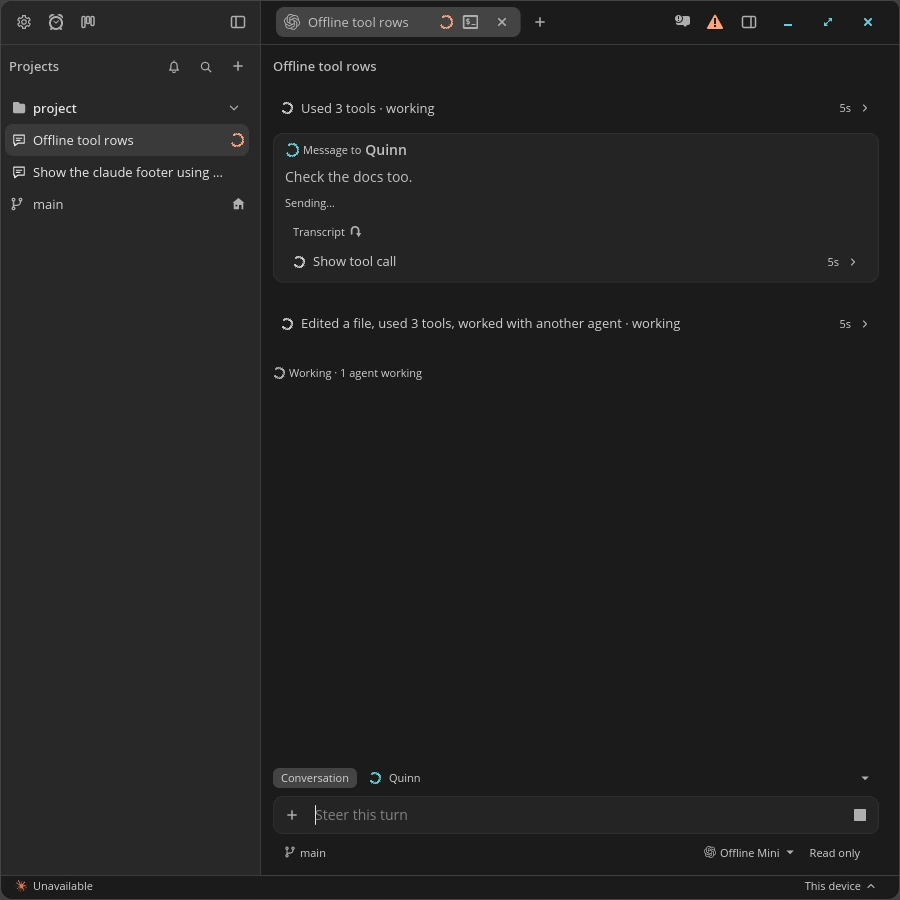 Offline tool rows
Projects
Offline tool rows
project
Used 3 tools · working 5s
Offline tool rows
Message to Quinn
Show the claude footer using ...
Check the docs too.
main
Sending...
Transcript
Show tool call 5s
Edited a file, used 3 tools, worked with another agent · working 5s
Working · 1 agent working
Conversation Quinn
Steer this turn
main Offline Mini Read only
Unavailable This device